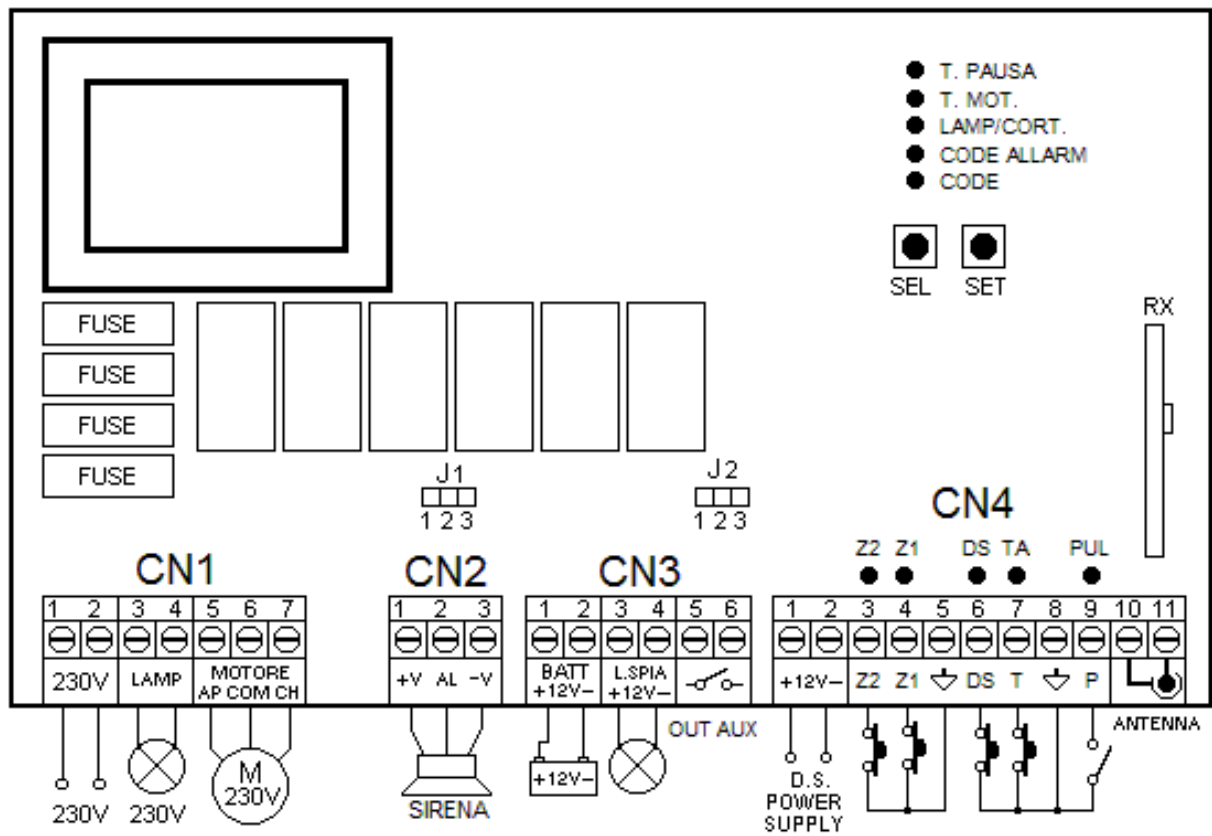 T. PAUSA
T. MOT.
LAMP/CORT.
CODE ALLARM
CODE
SEL SET
RX
FUSE
FUSE
FUSE
FUSE
J1
1 2 3
J2
1 2 3
CN1
1 2 3 4 5 6 7
230V LAMP MOTORE
AP COM CH
230V 230V M
230V
CN2
1 2 3
+V AL -V
SIRENA
CN3
1 2 3 4 5 6
BATT
+12V-
L.SPIA
+12V-
OUT AUX
+12V-
CN4
Z2 Z1 DS TA PUL
1 2 3 4 5 6 7 8 9 10 11
+12V- Z2 Z1 DS T P
ANTENNA
D.S.
POWER
SUPPLY